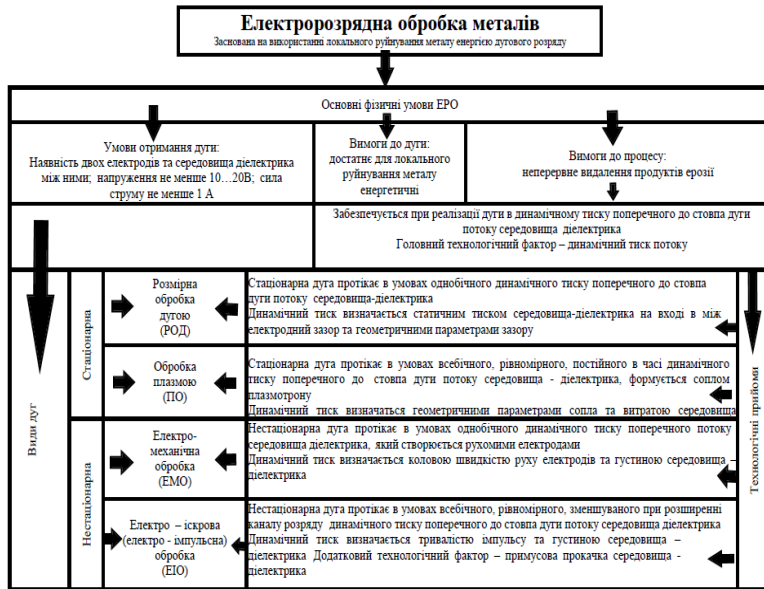 Електророзрядна обробка металів
Заснована на використанні локального руйнування металу енергією дугового розряду
Основні фізичні умови ЕРО
Умови отримання дуги:
Наявність двох електродів та середовища діелектрика
між ними; напруження не менше 10…20В; сила
струму не менше 1 А
Вимоги до дуги:
достатнє для локального
руйнування металу
енергетичні
Вимоги до процесу:
неперервне видалення продуктів ерозії
Забезпечується при реалізації дуги в динамічному тиску поперечного до стовпа дуги
потоку середовища діелектрика
Головний технологічний фактор – динамічний тиск потоку
Види дуг
Стаціонарна
Розмірна
обробка
дугою
(РОД)
Стаціонарна дуга протікає в умовах однобічного динамічного тиску поперечного до стовпа
дуги потоку середовища-діелектрика
Динамічний тиск визначається статичним тиском середовища-діелектрика на вході в між
електродний зазор та геометричними параметрами зазору
Технологічні прийоми
Обробка
плазмою
(ПО)
Стаціонарна дуга протікає в умовах всебічного, рівномірного, постійного в часі динамічного
тиску поперечного до стовпа дуги потоку середовища - діелектрика, формується соплом
плазмотрону
Динамічний тиск визначаться геометричними параметрами сопла та витратою середовища
Нестаціонарна
Електро-
механічна
обробка
(ЕМО)
Нестаціонарна дуга протікає в умовах однобічного динамічного тиску поперечного потоку
середовища діелектрика, який створюється рухомими електродами
Динамічний тиск визначається коловою швидкістю руху електродів та густиною середовища –
діелектрика
Електро – іскрова
(електро - імпульсна)
обробка
(ЕІО)
Нестаціонарна дуга протікає в умовах всебічного, рівномірного, зменшуваного при розширенні
каналу розряду динамічного тиску поперечного до стовпа дуги потоку середовища діелектрика
Динамічний тиск визначається тривалістю імпульсу та густиною середовища –
діелектрика Додатковий технологічний фактор – примусова прокачка середовища -
діелектрика